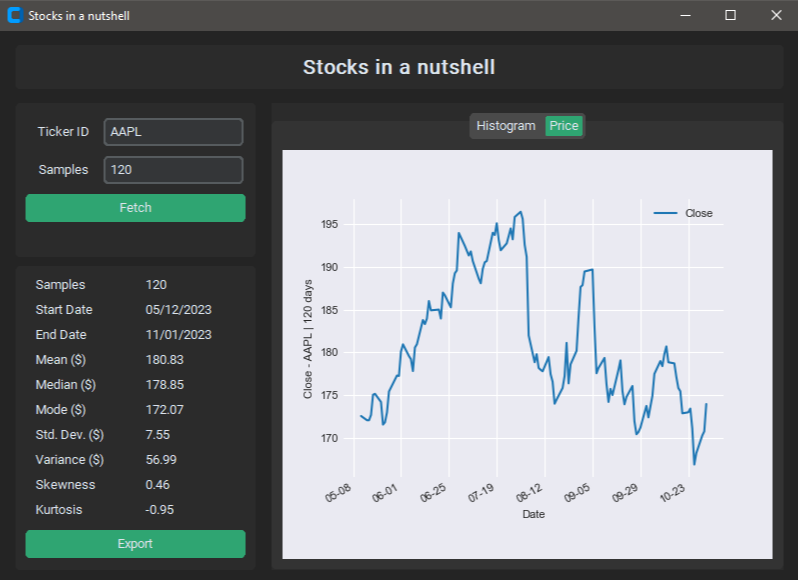 Stocks in a nutshell
Stocks in a nutshell
Ticker ID AAPL
Samples 120
Fetch
Samples 120
Start Date 05/12/2023
End Date 11/01/2023
Mean ($) 180.83
Median ($) 178.85
Mode ($) 172.07
Std. Dev. ($) 7.55
Variance ($) 56.99
Skewness 0.46
Kurtosis -0.95
Export
Histogram Price
Close
Close - AAPL | 120 days
195
190
185
180
175
170
05-08 06-01 06-25 07-19 08-12 09-05 09-29 10-23
Date